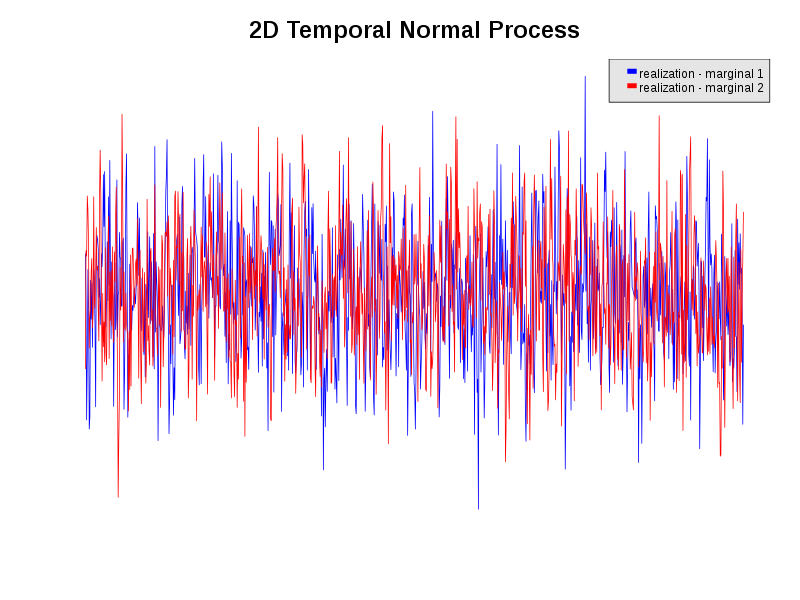 2D Temporal Normal Process
realization - marginal 1
realization - marginal 2